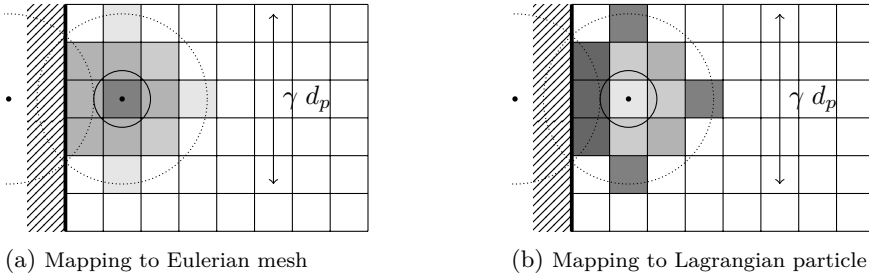 γ d_p
γ d_p
(a) Mapping to Eulerian mesh
(b) Mapping to Lagrangian particle